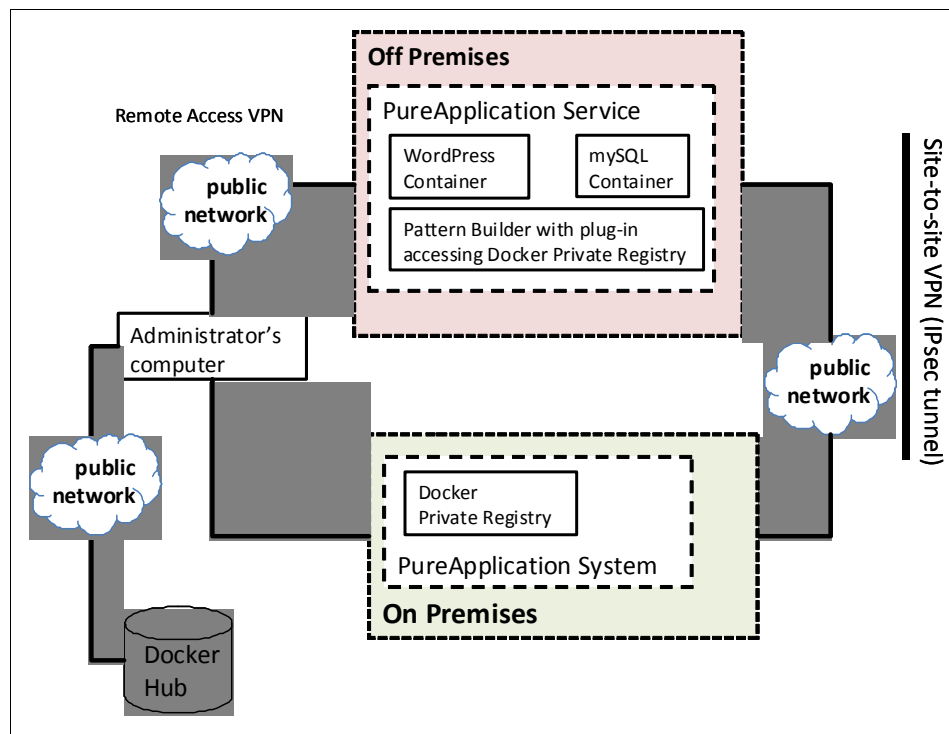 Off Premises
Remote Access VPN
PureApplication Service
WordPress
Container
mySQL
Container
public
network
Pattern Builder with plug-in
accessing Docker Private Registry
Site-to-site VPN (IPsec tunnel)
Administrator's
computer
public
network
public
network
Docker
Private Registry
PureApplication System
On Premises
Docker
Hub